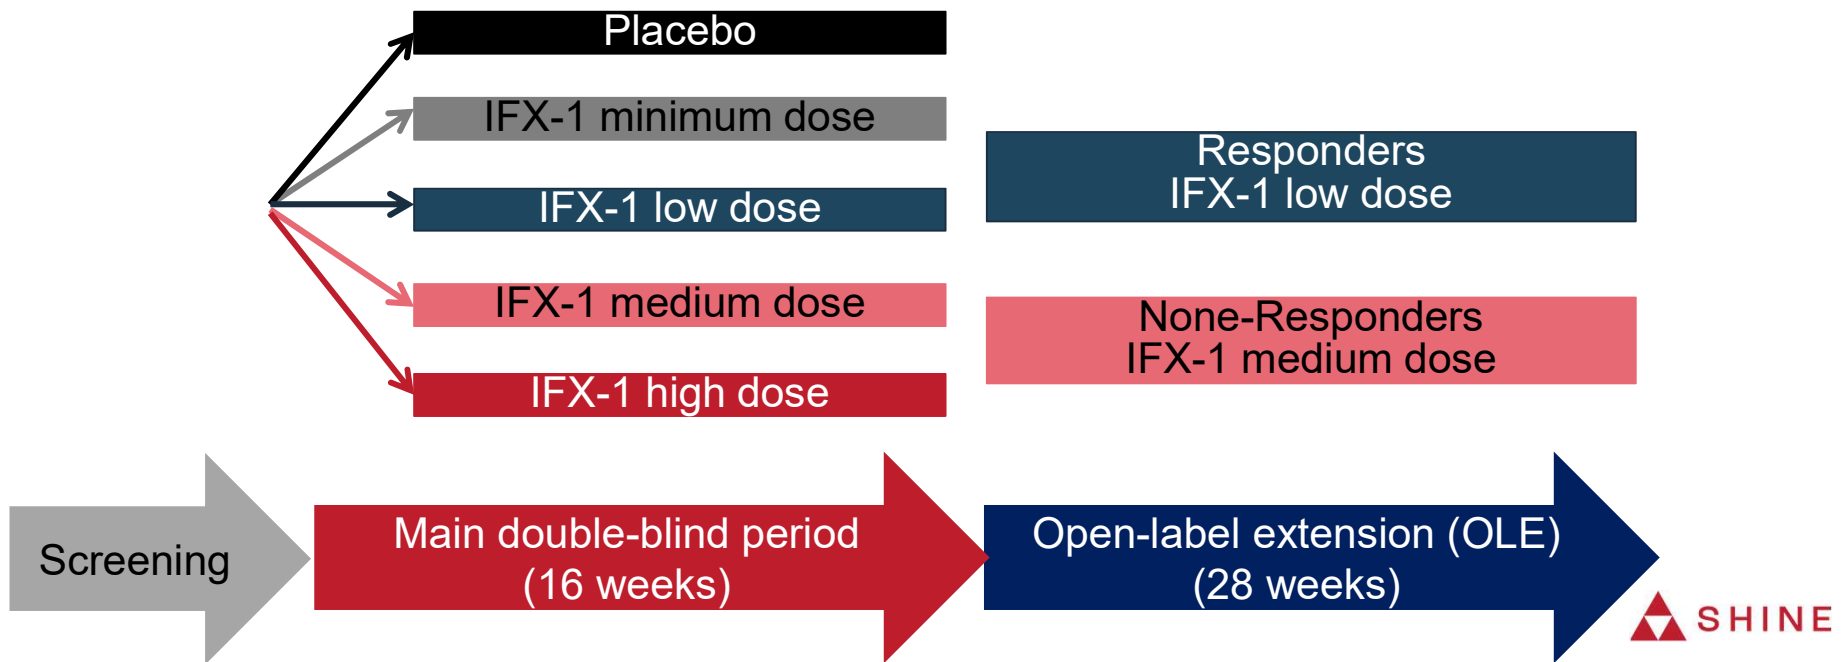 Placebo
IFX-1 minimum dose
IFX-1 low dose
IFX-1 medium dose
IFX-1 high dose
Responders
IFX-1 low dose
None-Responders
IFX-1 medium dose
Screening
Main double-blind period
(16 weeks)
Open-label extension (OLE)
(28 weeks)
SHINE